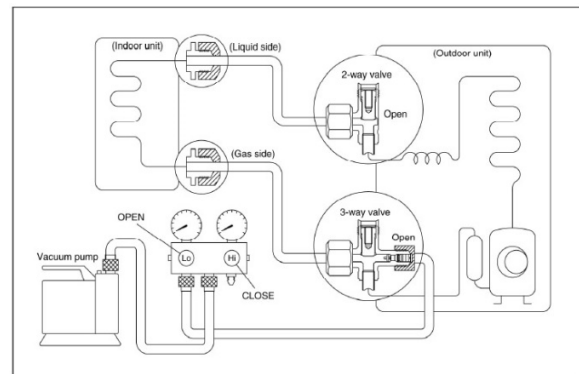 (Indoor unit)
(Liquid side)
(Outdoor unit)
2-way valve
Open
(Gas side)
3-way valve
OPEN
Open
Vacuum pump
Lo
Hi
CLOSE